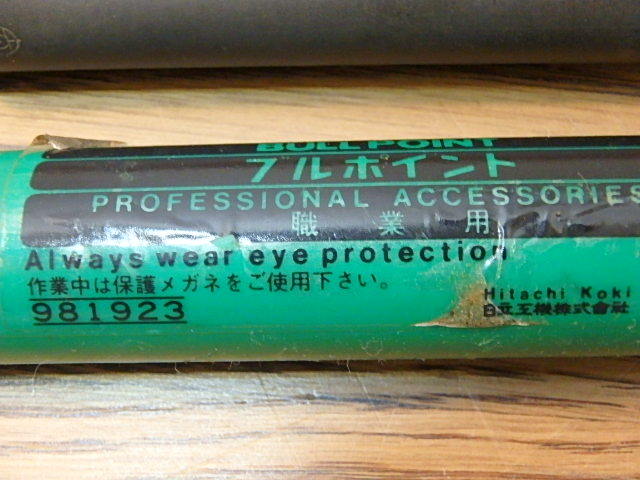 BULL POINT
ブルポイント
PROFESSIONAL ACCESSORIES
職業用
Always wear eye protection
作業中は保護メガネをご使用下さい。
981923
Hitachi Koki
日立工機株式會社